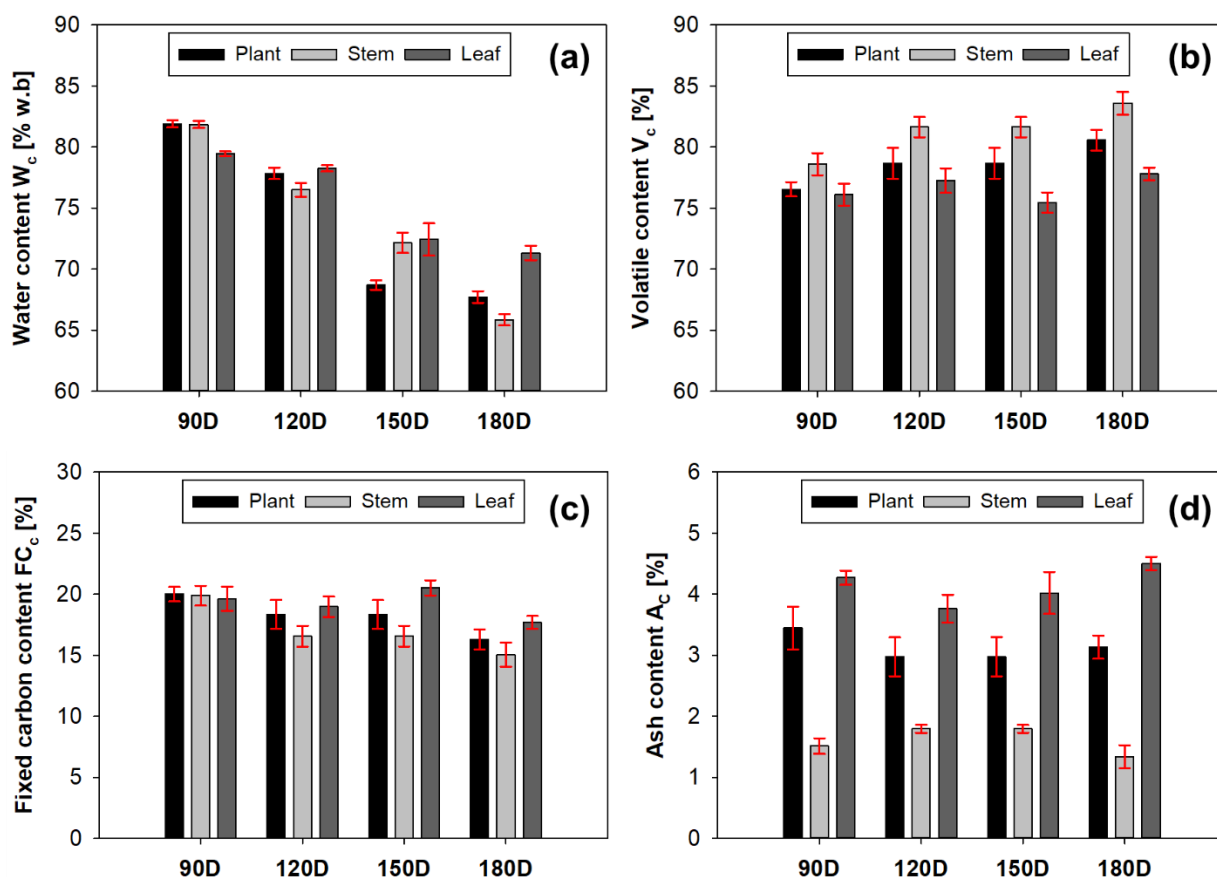 90
85
80
75
70
65
60
Water content W_c [% w.b]
Plant Stem Leaf
(a)
90D 120D 150D 180D
90
85
80
75
70
65
60
Volatile content V_c [%]
Plant Stem Leaf
(b)
90D 120D 150D 180D
30
25
20
15
10
5
0
Fixed carbon content FC_c [%]
Plant Stem Leaf
(c)
90D 120D 150D 180D
6
5
4
3
2
1
0
Ash content A_C [%]
Plant Stem Leaf
(d)
90D 120D 150D 180D